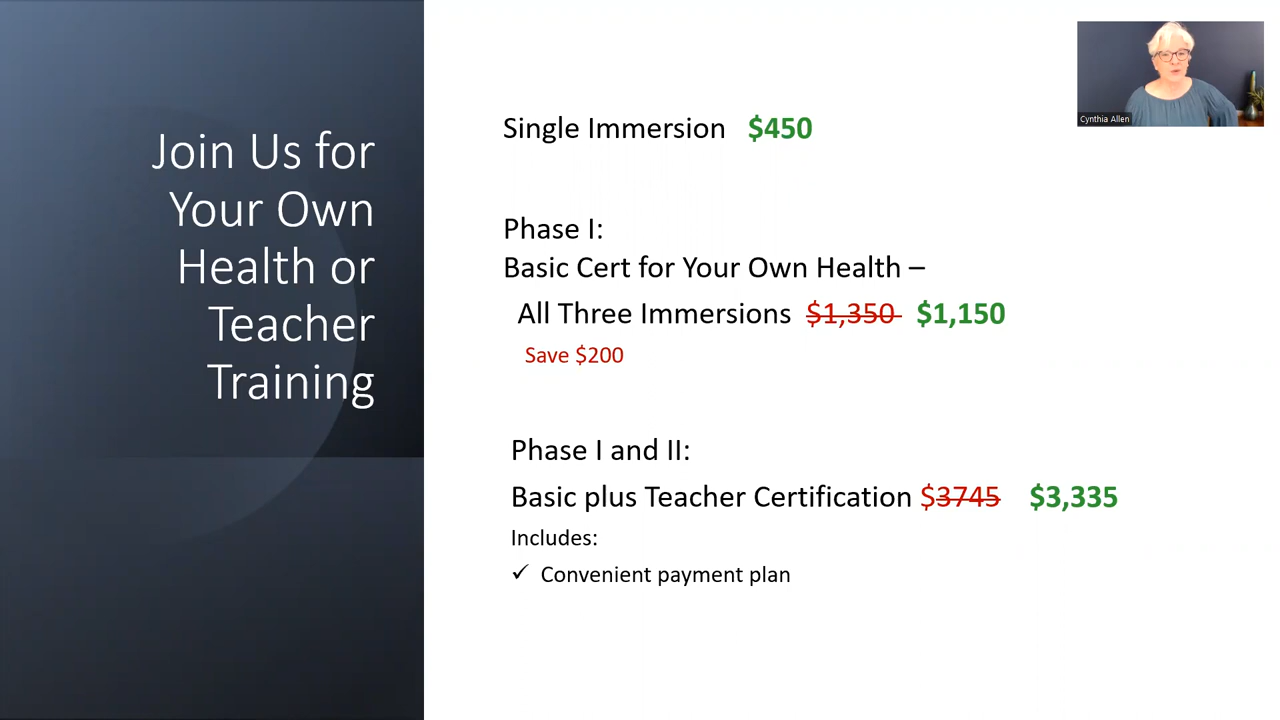 Join Us for
Your Own
Health or
Teacher
Training
Single Immersion $450
Phase I:
Basic Cert for Your Own Health –
All Three Immersions $1,350 $1,150
Save $200
Phase I and II:
Basic plus Teacher Certification $3745 $3,335
Includes:
✓ Convenient payment plan
Cynthia Allen